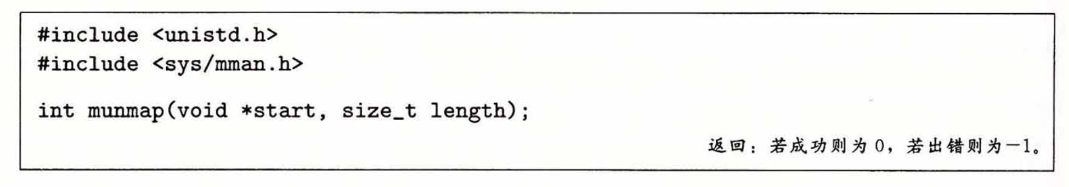 #include <unistd.h>
#include <sys/mman.h>
int munmap(void *start, size_t length);
返回：若成功则为 0，若出错则为－1。